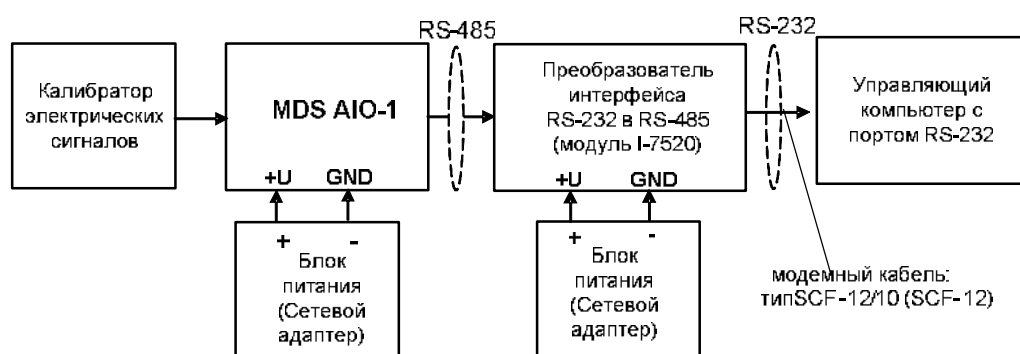 RS-485
RS-232
Калибратор
электрических
сигналов
MDS AIO-1
+U GND
Преобразователь
интерфейса
RS-232 в RS-485
(модуль I-7520)
+U GND
Управляющий
компьютер с
портом RS-232
+ -
Блок
питания
(Сетевой
адаптер)
+ -
Блок
питания
(Сетевой
адаптер)
модемный кабель:
типSCF-12/10 (SCF-12)